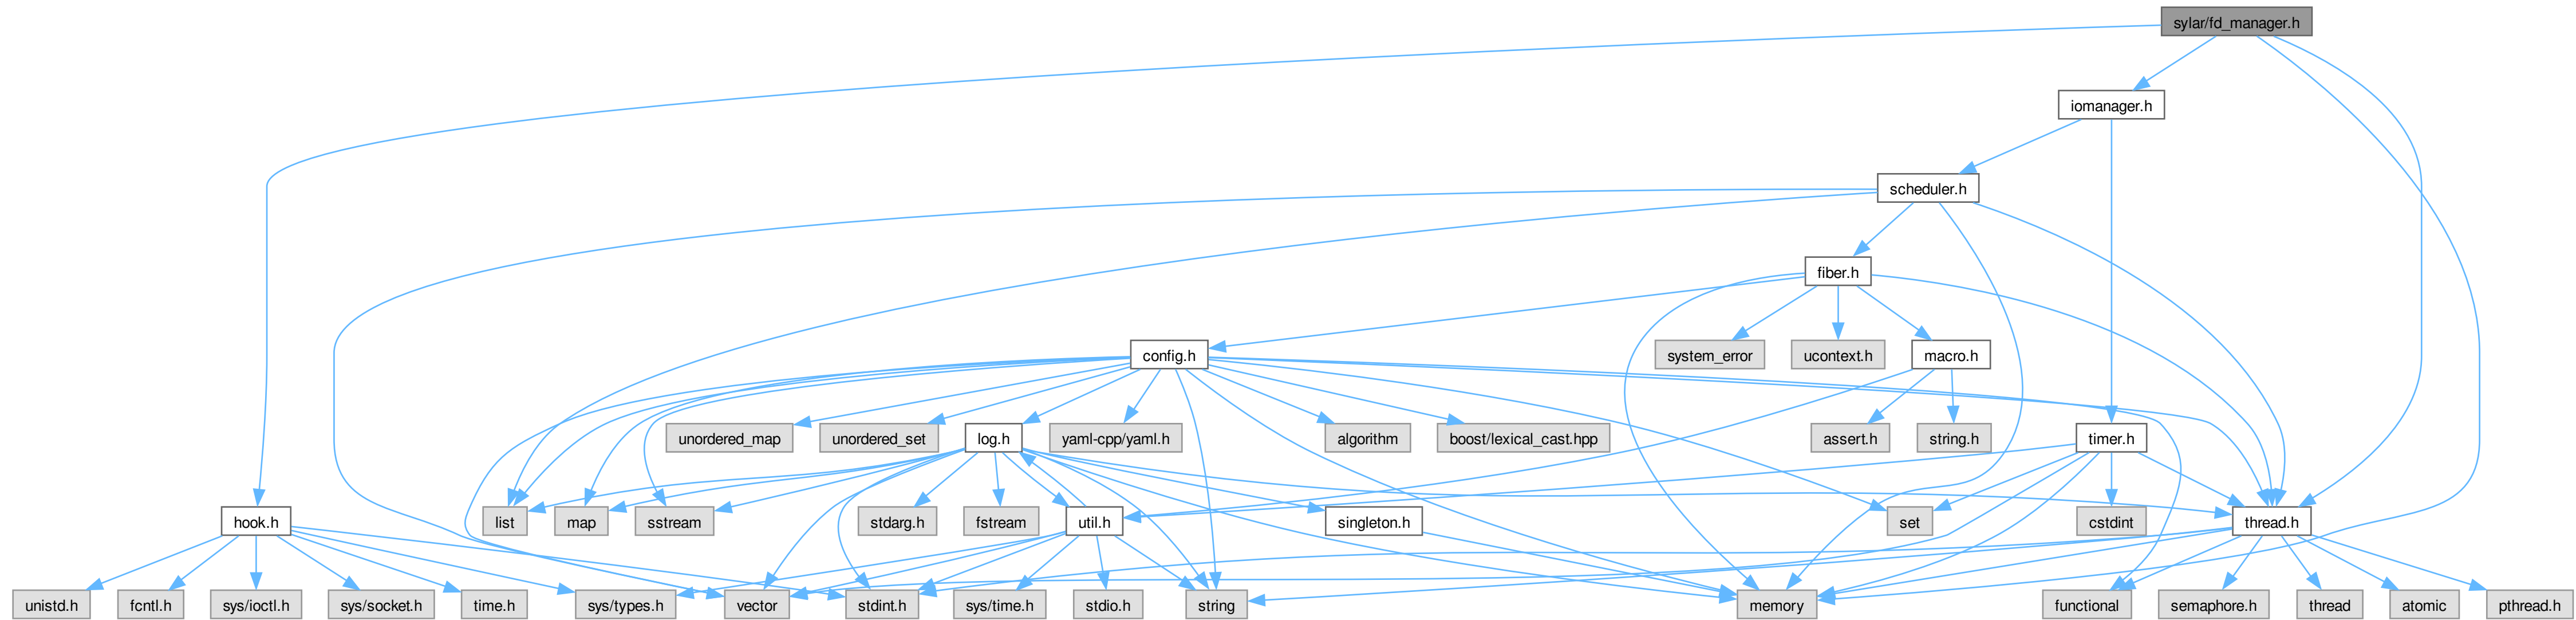 sylar/fd_manager.h
iomanager.h
scheduler.h
fiber.h
config.h
system_error
ucontext.h
macro.h
unordered_map
unordered_set
log.h
yaml-cpp/yaml.h
algorithm
boost/lexical_cast.hpp
assert.h
string.h
timer.h
hook.h
list
map
sstream
stdarg.h
fstream
util.h
singleton.h
set
cstdint
thread.h
unistd.h
fcntl.h
sys/ioctl.h
sys/socket.h
time.h
sys/types.h
vector
stdint.h
sys/time.h
stdio.h
string
memory
functional
semaphore.h
thread
atomic
pthread.h